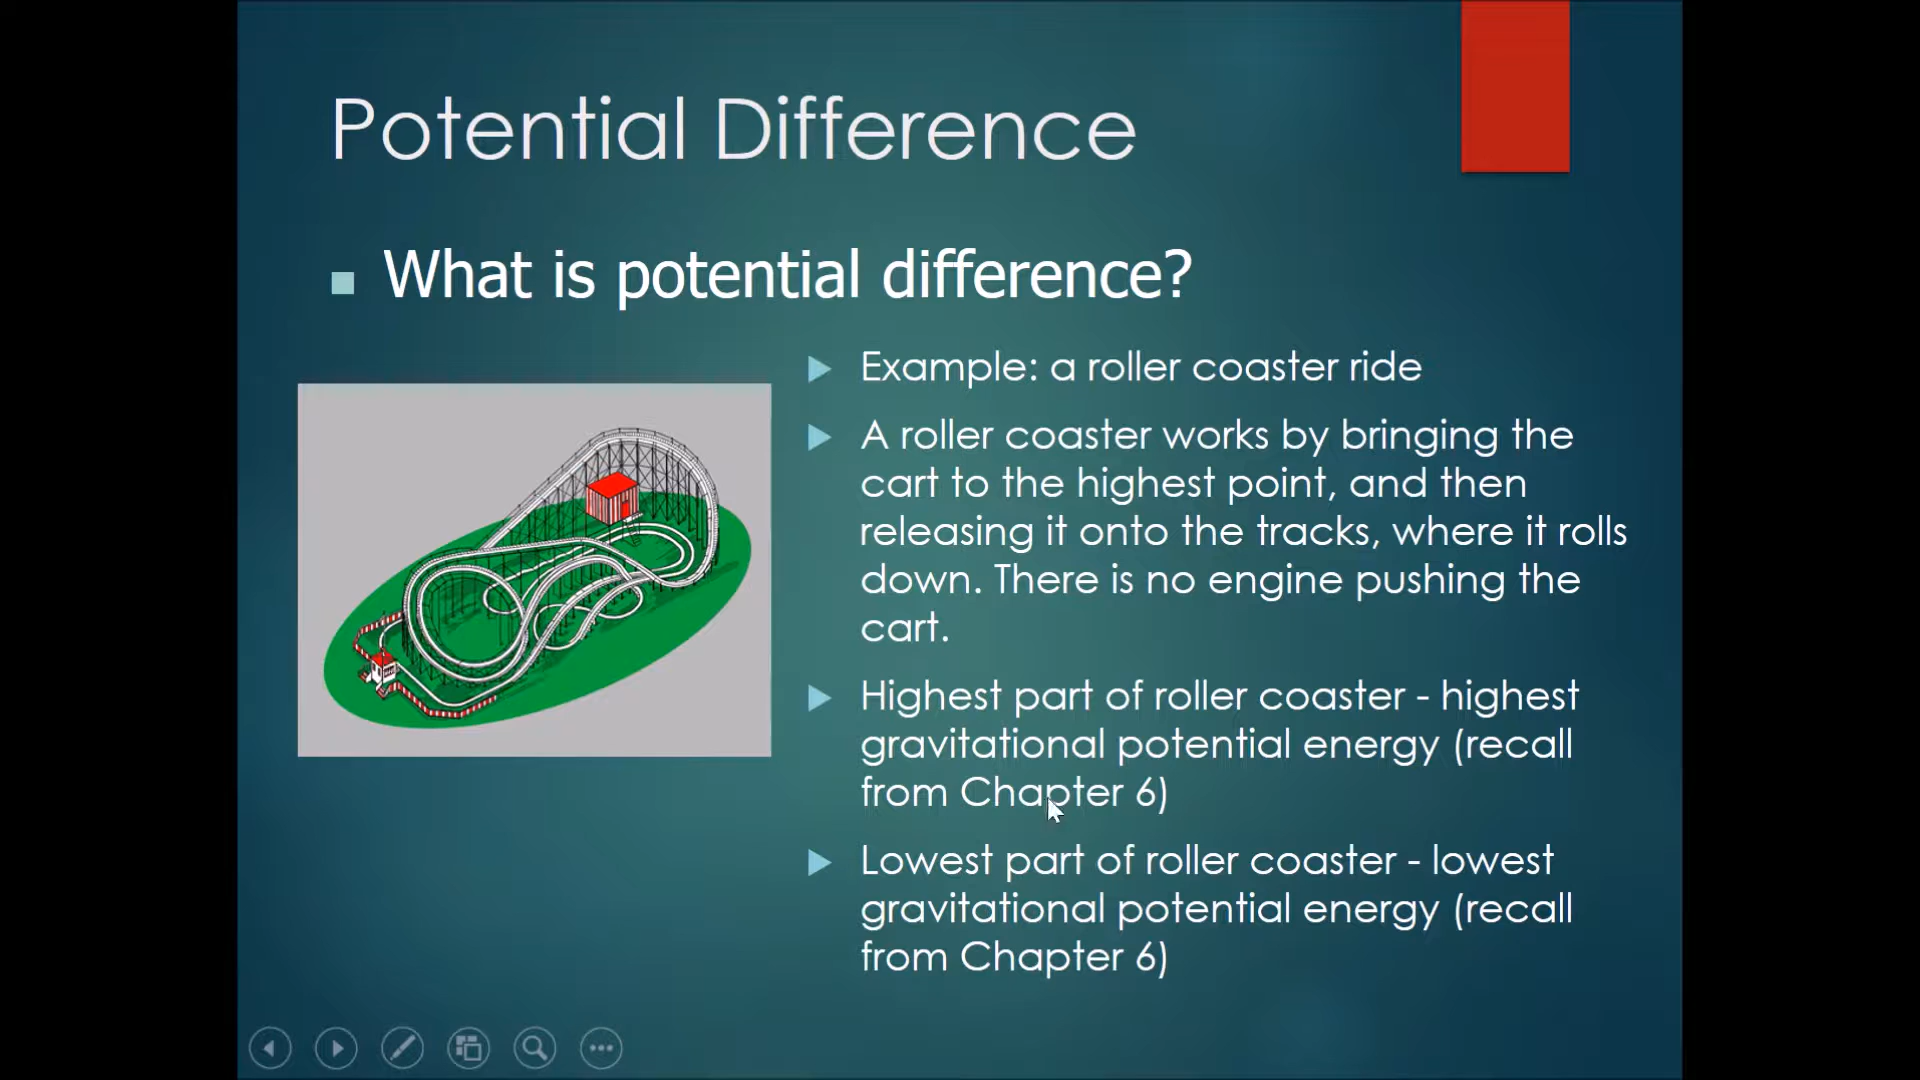 Potential Difference
What is potential difference?
Example: a roller coaster ride
A roller coaster works by bringing the
cart to the highest point, and then
releasing it onto the tracks, where it rolls
down. There is no engine pushing the
cart.
Highest part of roller coaster - highest
gravitational potential energy (recall
from Chapter 6)
Lowest part of roller coaster - lowest
gravitational potential energy (recall
from Chapter 6)